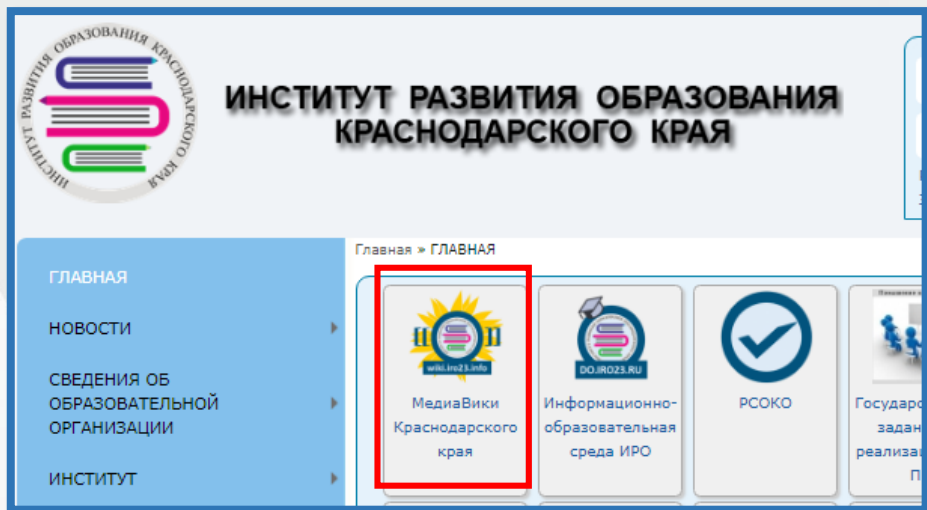 ИНСТИТУТ РАЗВИТИЯ ОБРАЗОВАНИЯ КРАСНОДАРСКОГО КРАЯ
ИНСТИТУТ РАЗВИТИЯ ОБРАЗОВАНИЯ
КРАСНОДАРСКОГО КРАЯ
Главная » ГЛАВНАЯ
ГЛАВНАЯ
НОВОСТИ
СВЕДЕНИЯ ОБ
ОБРАЗОВАТЕЛЬНОЙ
ОРГАНИЗАЦИИ
ИНСТИТУТ
wiki.iro23.info
МедиаВики
Краснодарского
края
DO.IRO23.RU
Информационно-
образовательная
среда ИРО
РСОКО